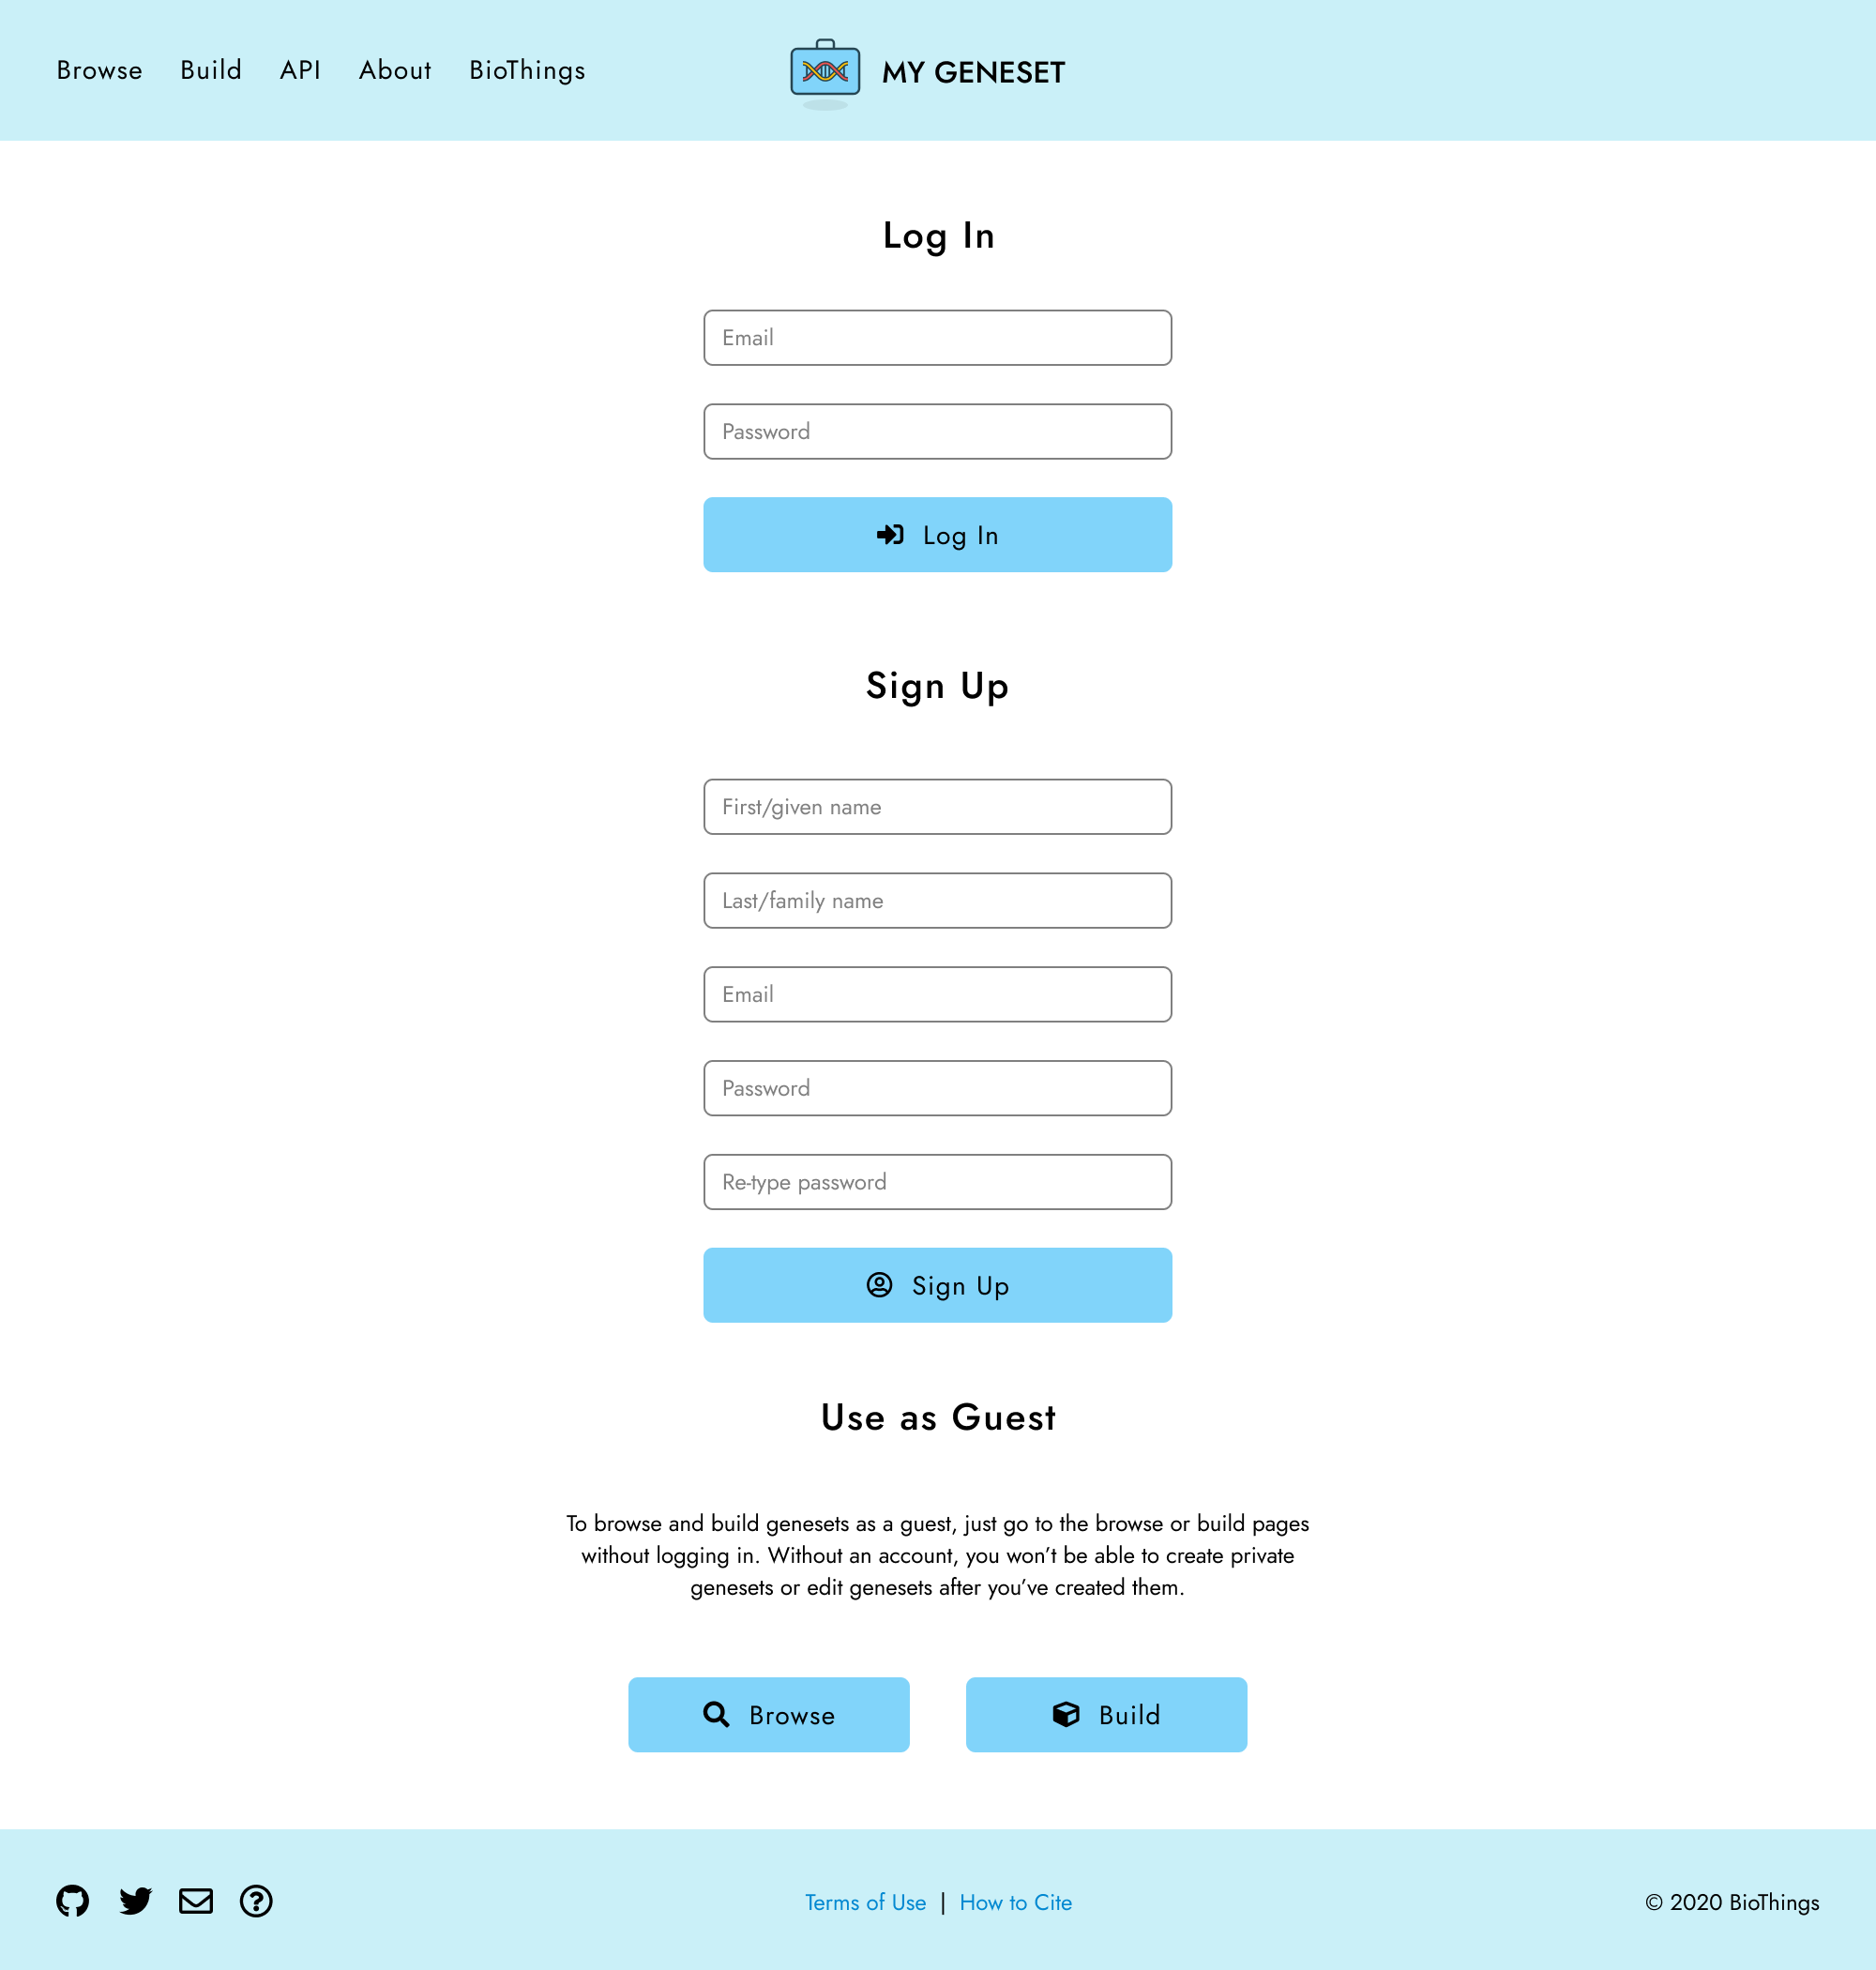 Browse Build API About BioThings
MY GENESET
Log In
Email
Password
Log In
Sign Up
First/given name
Last/family name
Email
Password
Re-type password
Sign Up
Use as Guest
To browse and build genesets as a guest, just go to the browse or build pages
without logging in. Without an account, you won’t be able to create private
genesets or edit genesets after you’ve created them.
Browse
Build
Terms of Use | How to Cite
© 2020 BioThings